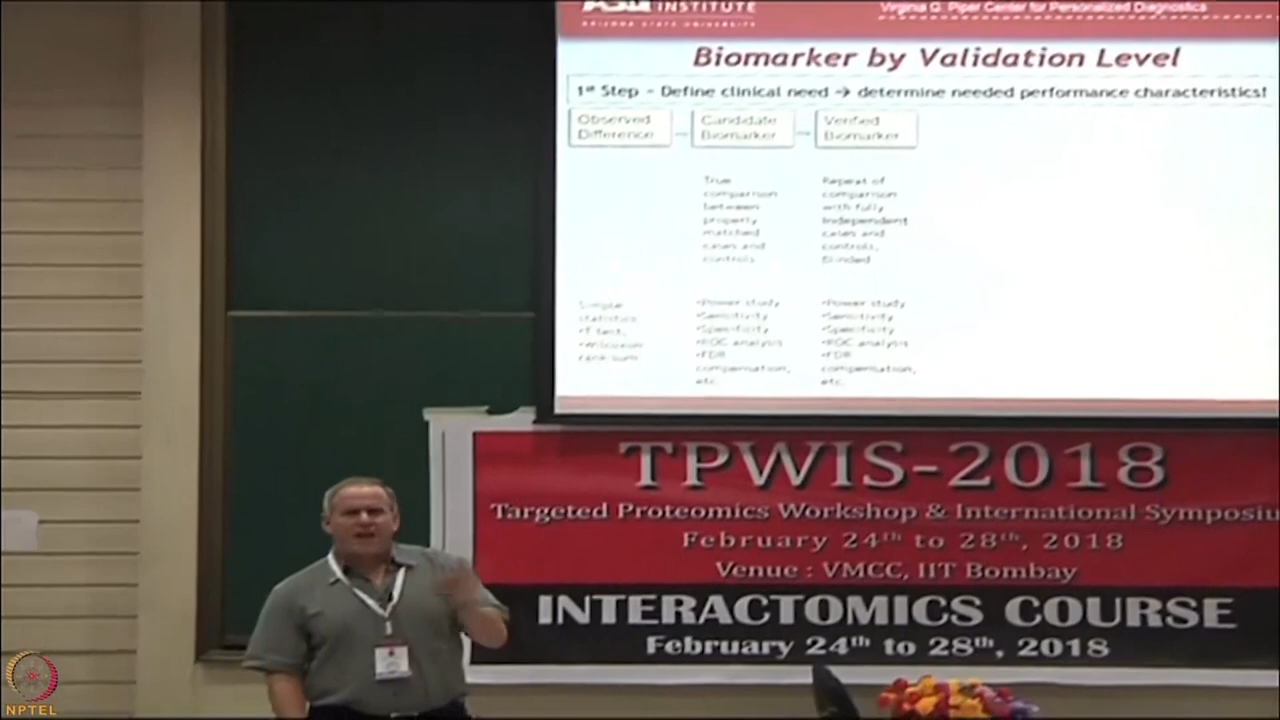 INSTITUTE
ARIZONA STATE UNIVERSITY
Virginia G. Piper Center for Personalized Diagnostics
Biomarker by Validation Level
1st Step – Define clinical need → determine needed performance characteristics!
Observed
Difference
Candidate
Biomarker
Verified
Biomarker
True
comparison
between
properly
matched
cases and
controls
Repeat of
comparison
with fully
Independent
cases and
controls,
Blinded
Simple
statistics
•T test,
•Wilcoxon
rank sum
•Power study
•Sensitivity
•Specificity
•ROC analysis
•FDR
compensation,
etc.
•Power study
•Sensitivity
•Specificity
•ROC analysis
•FDR
compensation,
etc.
TPWIS-2018
Targeted Proteomics Workshop & International Symposiu
February 24th to 28th, 2018
Venue : VMCC, IIT Bombay
INTERACTOMICS COURSE
February 24th to 28th, 2018
NPTEL